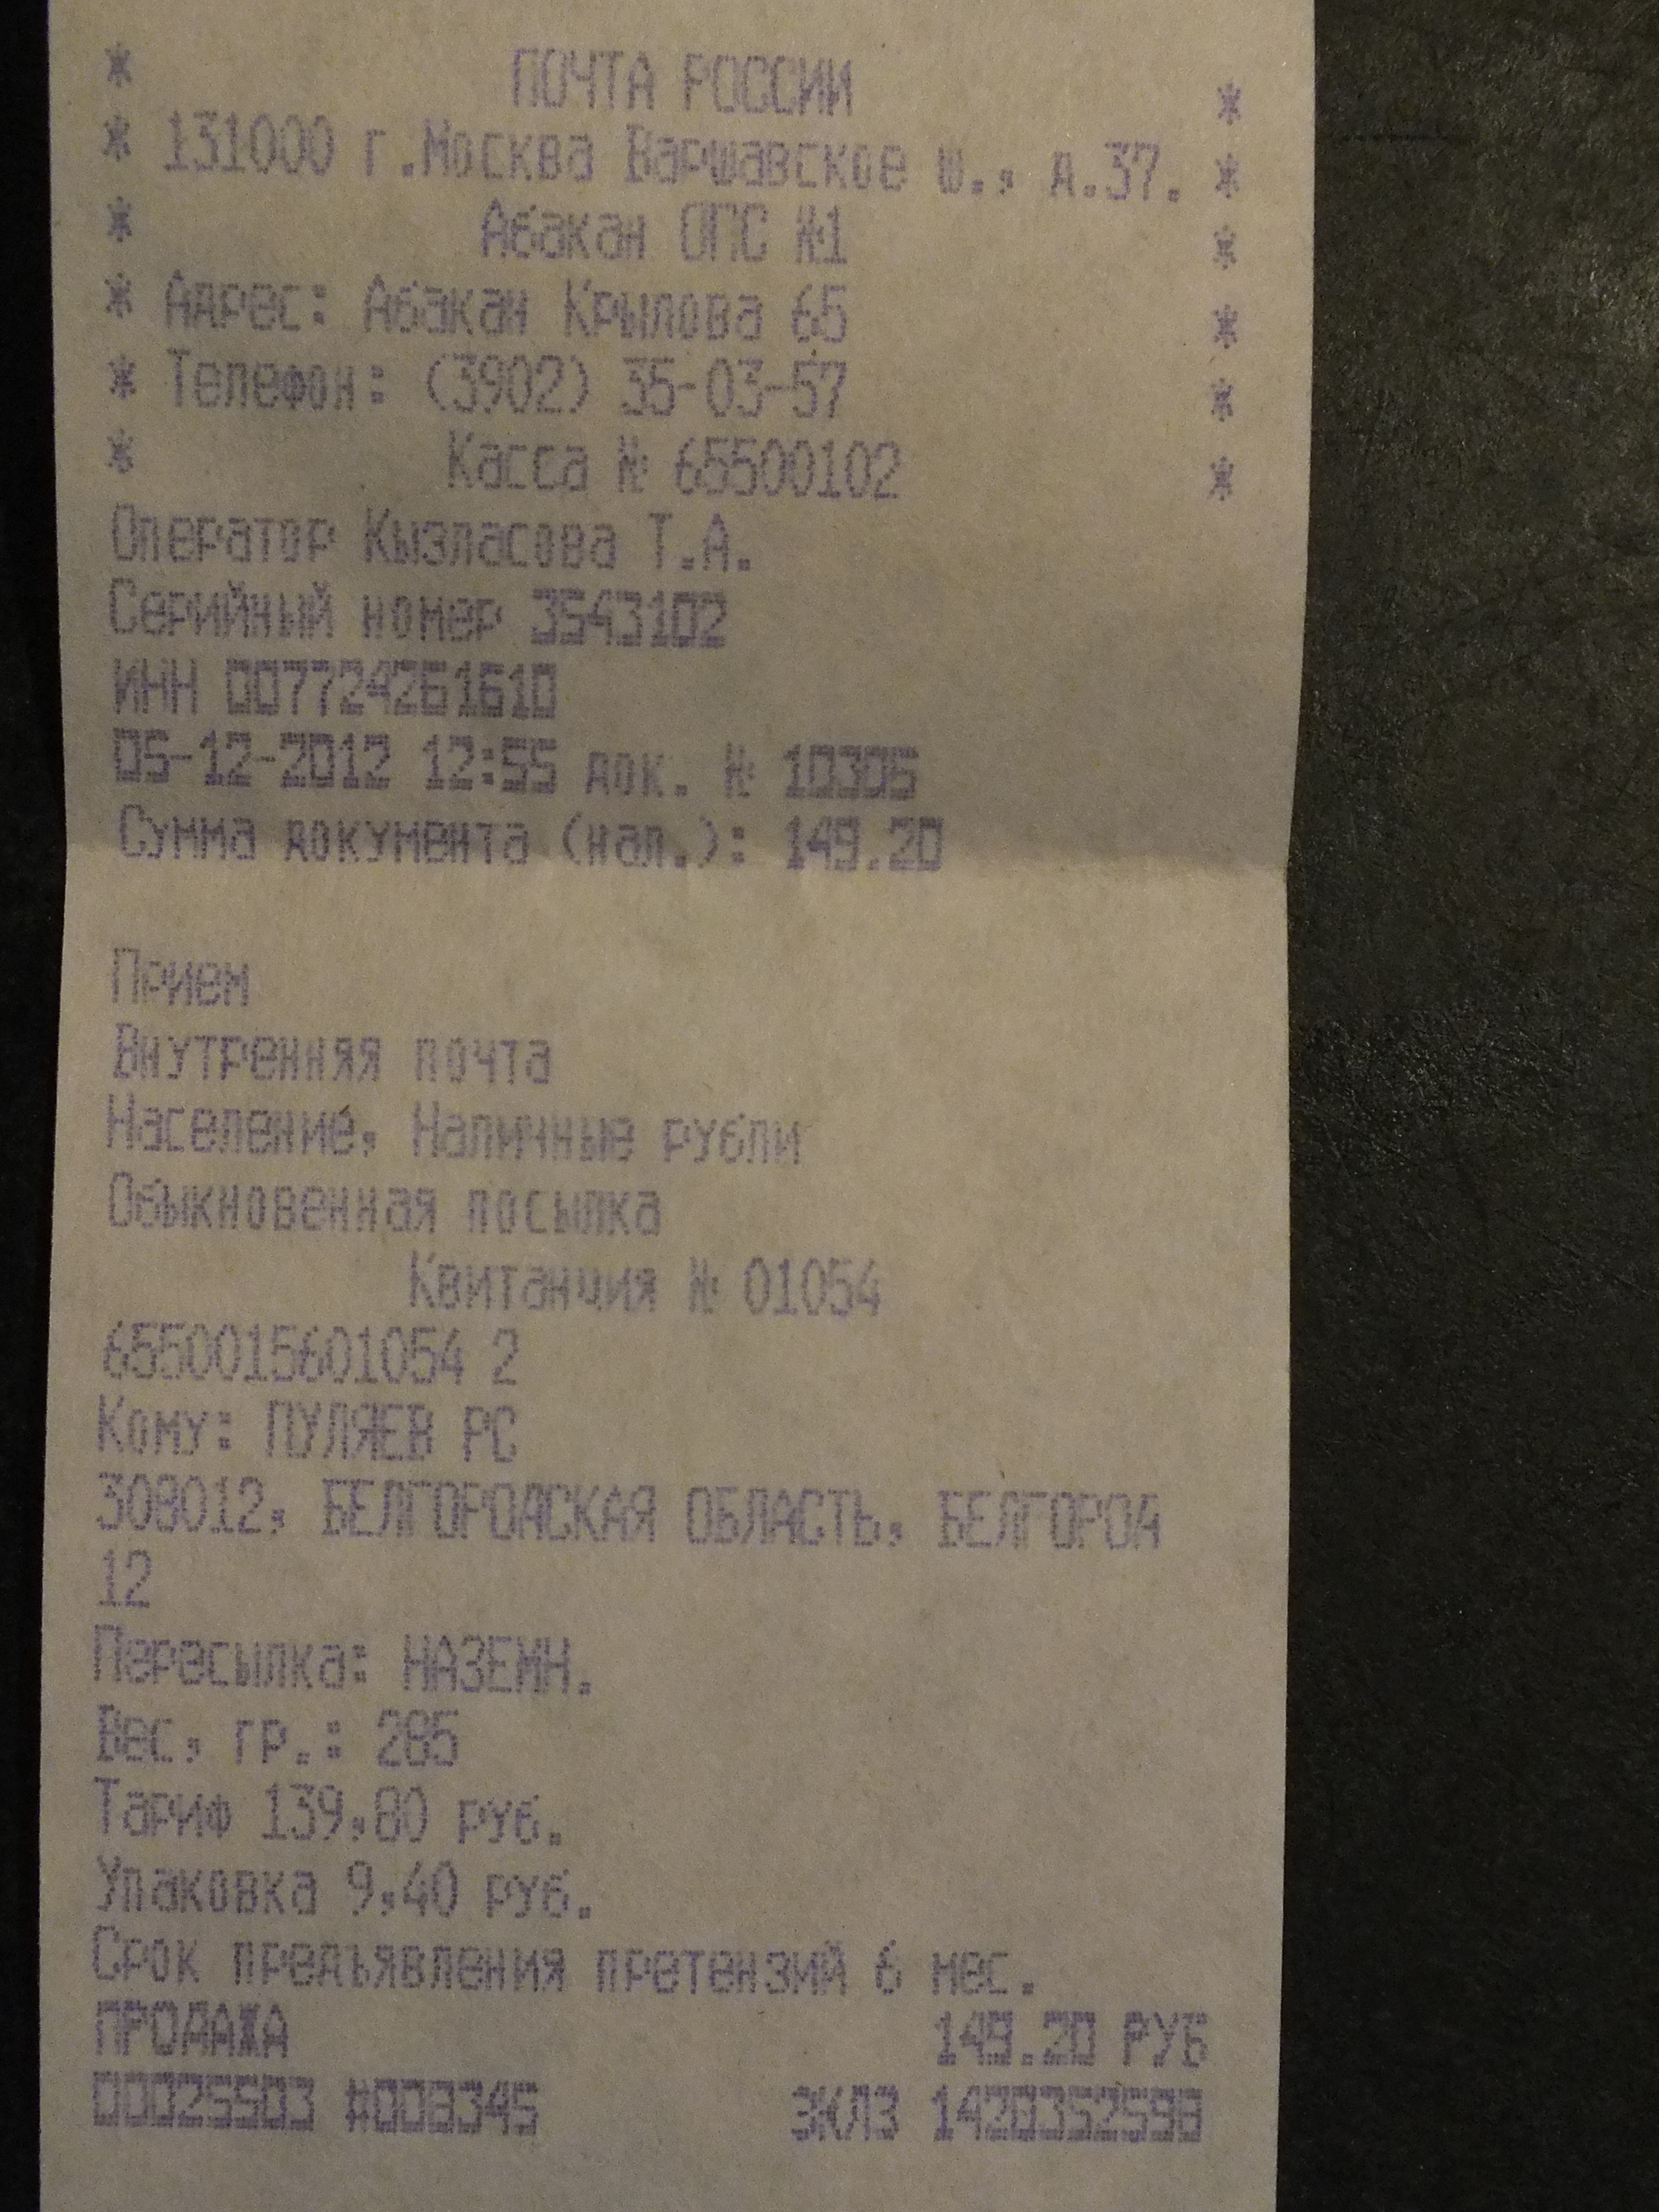 * ПОЧТА РОССИИ *
* 131000 г.Москва Варшавское ш., д.37. *
* Абакан ОПС №1 *
* Адрес: Абакан Крылова 65 *
* Телефон: (3902) 35-03-57 *
* Касса № 65500102 *
Оператор Кызласова Т.А.
Серийный номер 3543102
ИНН 007724261610
05-12-2012 12:55 док. № 10305
Сумма документа (нал.): 149.20
Прием
Внутренняя почта
Население, Наличные рубли
Обыкновенная посылка
Квитанция № 01054
6550015601054 2
Кому: ПУЛЯЕВ РС
308012, БЕЛГОРОДСКАЯ ОБЛАСТЬ, БЕЛГОРОД
12
Пересылка: НАЗЕМН.
Вес, гр.: 285
Тариф 139,80 руб.
Упаковка 9,40 руб.
Срок предъявления претензий 6 мес.
ПРОДАЖА 149.20 РУБ
00025503 #003345 ЭКЛЗ 1420352598